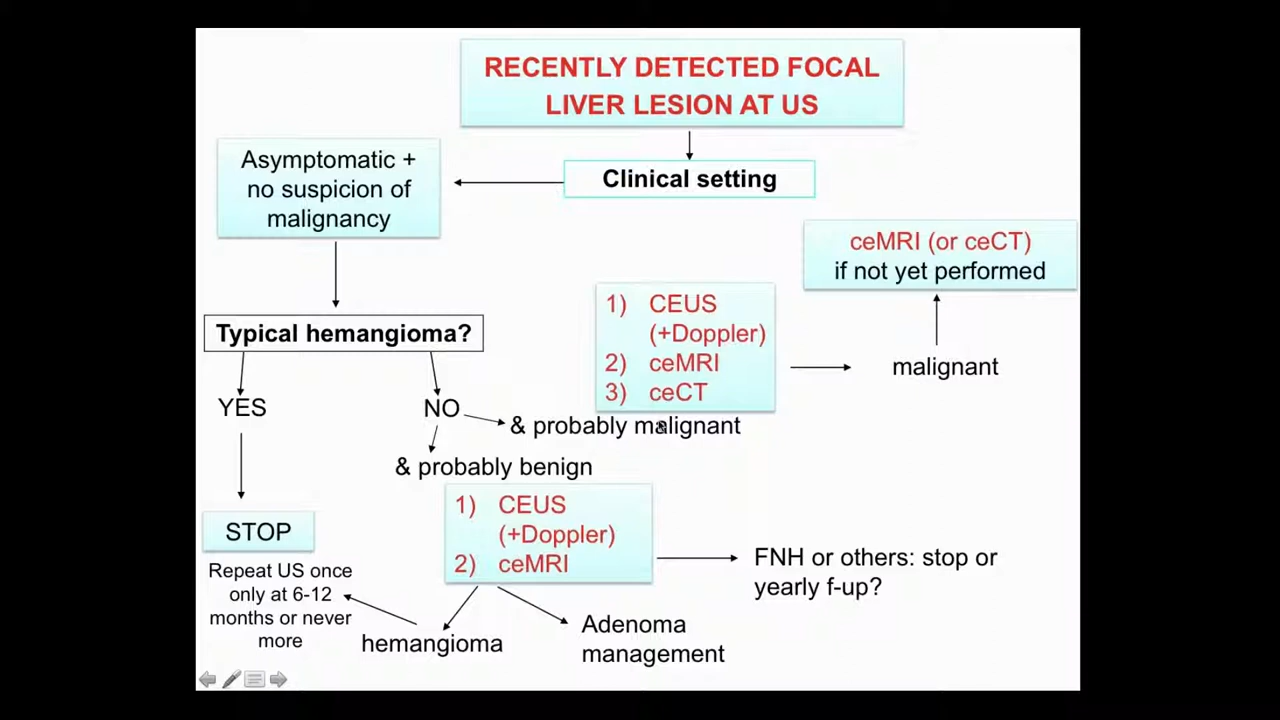 RECENTLY DETECTED FOCAL
LIVER LESION AT US
Clinical setting
Asymptomatic +
no suspicion of
malignancy
Typical hemangioma?
YES
NO
STOP
Repeat US once
only at 6-12
months or never
more
& probably malignant
1) CEUS
(+Doppler)
2) ceMRI
3) ceCT
malignant
ceMRI (or ceCT)
if not yet performed
& probably benign
1) CEUS
(+Doppler)
2) ceMRI
FNH or others: stop or
yearly f-up?
hemangioma
Adenoma
management